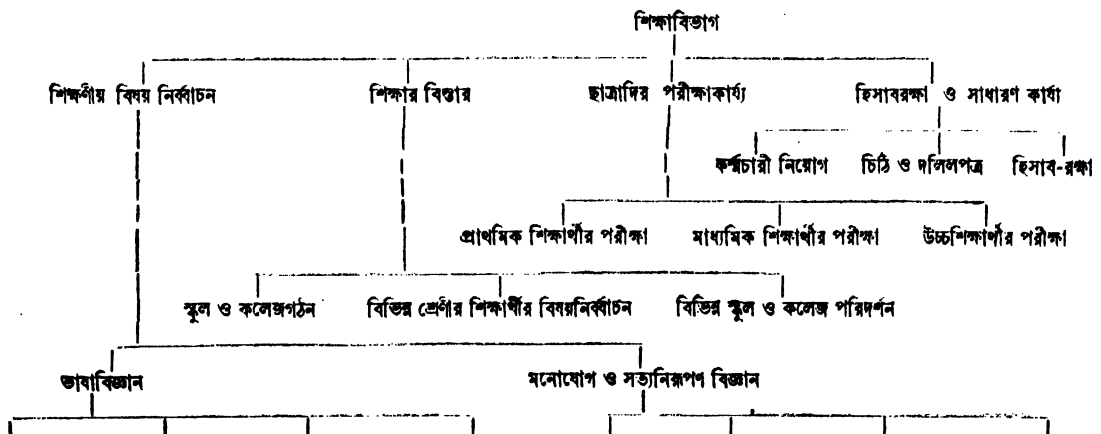 শিক্ষাবিভাগ
শিক্ষণীয় বিষয় নির্ব্বাচন শিক্ষার বিস্তার ছাত্রাদির পরীক্ষাকার্য্য হিসাবরক্ষা ও সাধারণ কার্য্য
কর্ম্মচারী নিয়োগ চিঠি ও দলিলপত্র হিসাব-রক্ষা
প্রাথমিক শিক্ষার্থীর পরীক্ষা মাধ্যমিক শিক্ষার্থীর পরীক্ষা উচ্চশিক্ষার্থীর পরীক্ষা
স্কুল ও কলেজগঠন বিভিন্ন শ্রেণীর শিক্ষার্থীর বিষয়নির্ব্বাচন বিভিন্ন স্কুল ও কলেজ পরিদর্শন
ভাষাবিজ্ঞান মনোযোগ ও সত্যনিরূপণ বিজ্ঞান